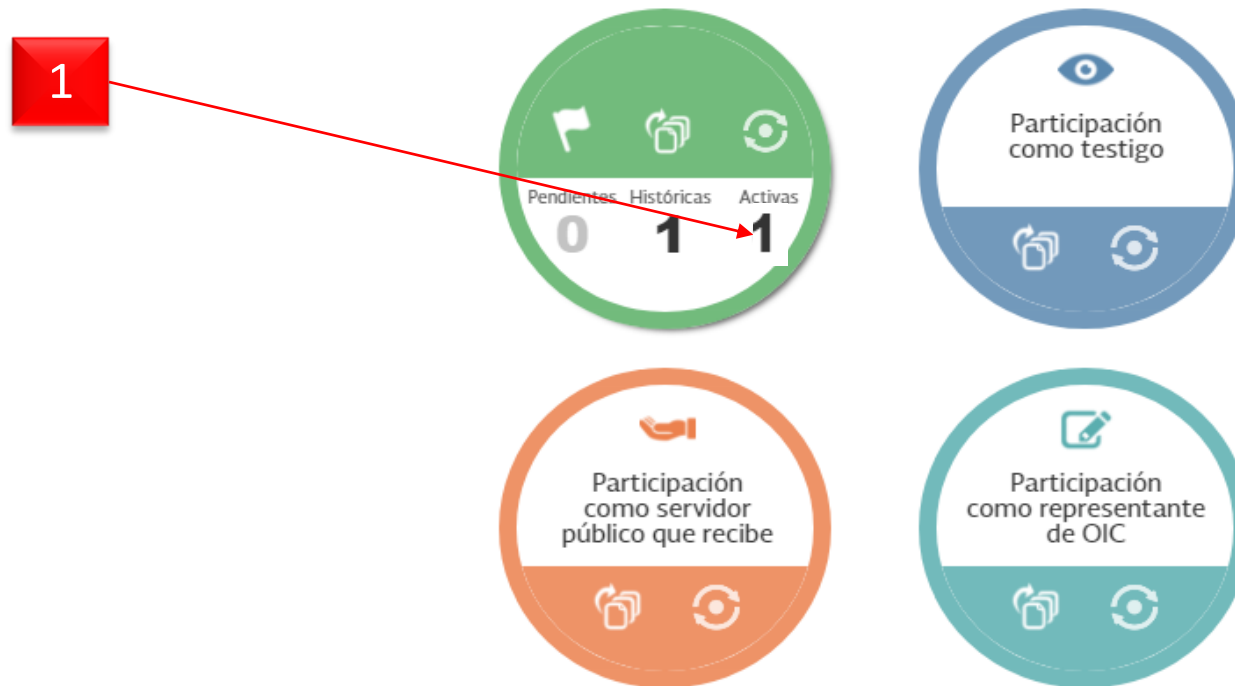 1
Pendientes Históricas Activas
0 1 1
Participación
como testigo
Participación
como servidor
público que recibe
Participación
como representante
de OIC